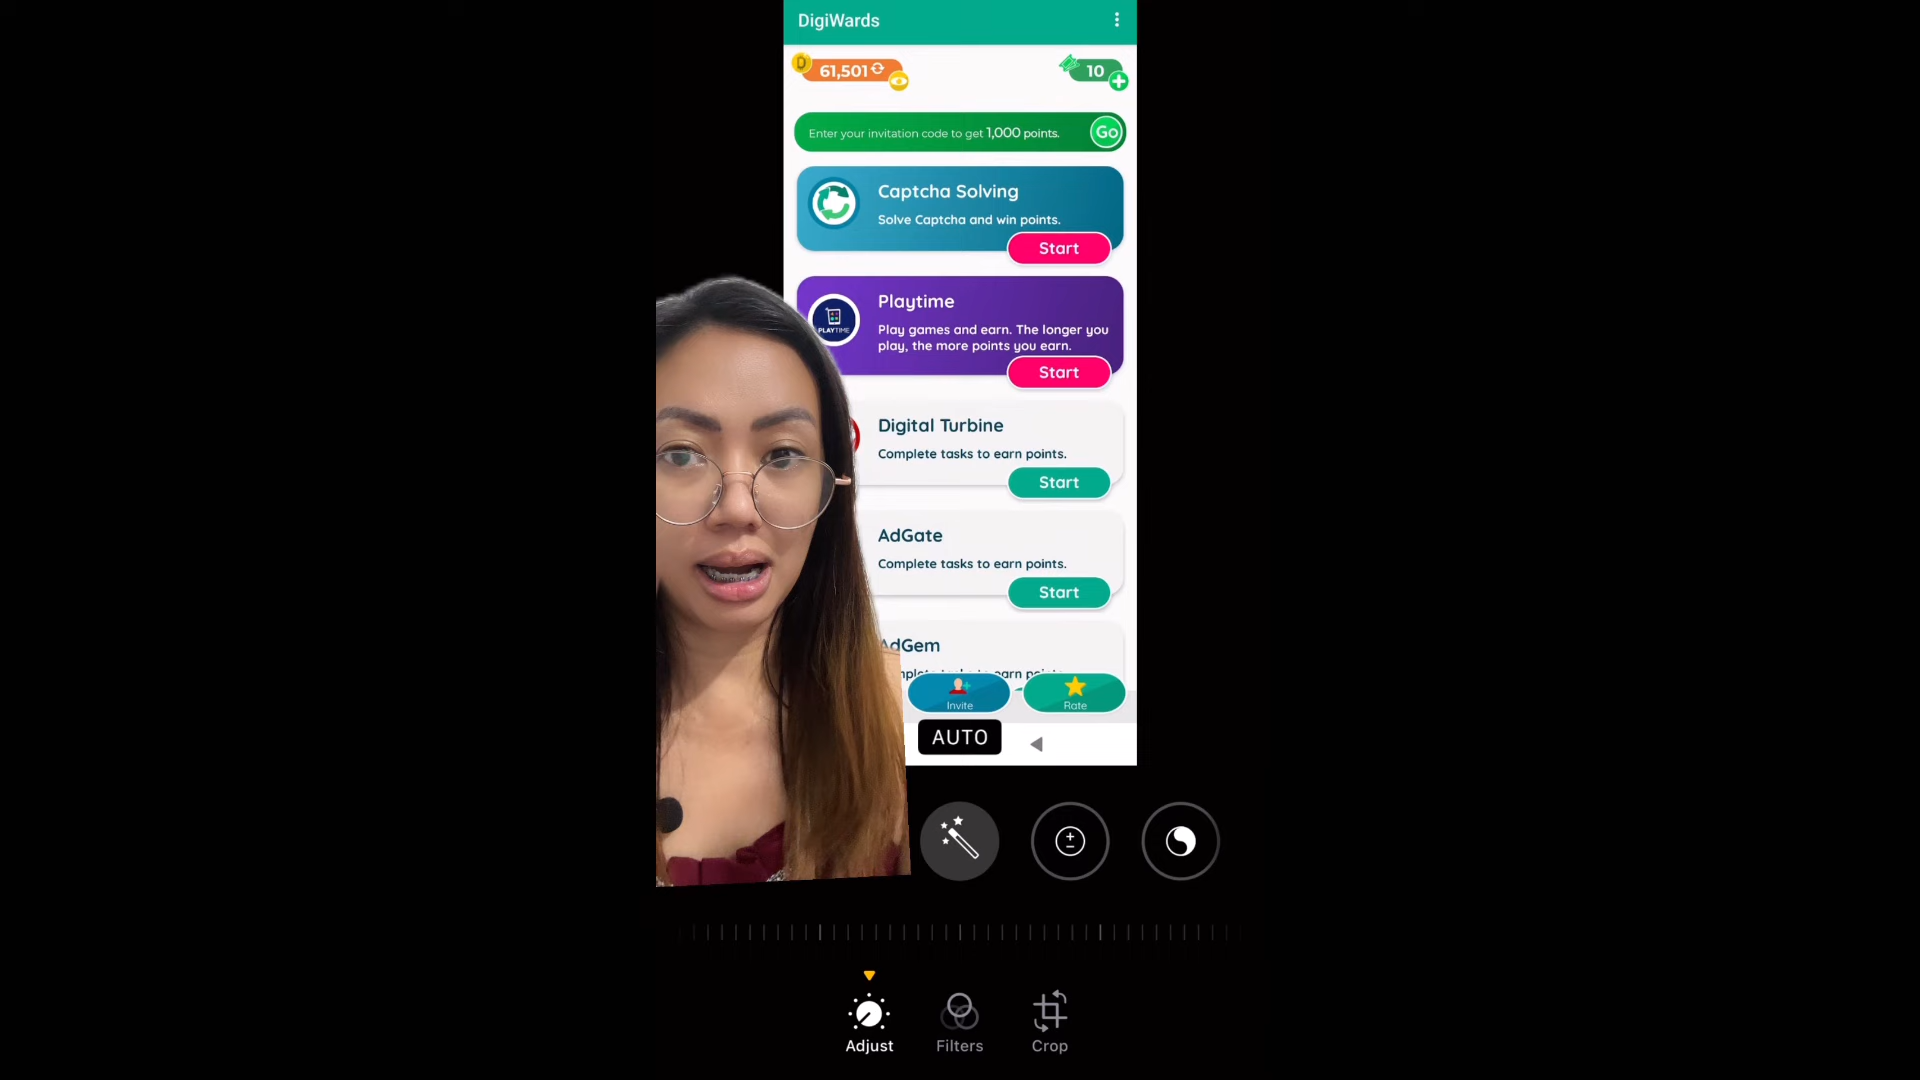 DigiWards
61,501
10
Enter your invitation code to get 1,000 points.
Go
Captcha Solving
Solve Captcha and win points.
Start
Playtime
PLAYTIME
Play games and earn. The longer you
play, the more points you earn.
Start
Digital Turbine
Complete tasks to earn points.
Start
AdGate
Complete tasks to earn points.
Start
AdGem
Invite
Rate
AUTO
Adjust
Filters
Crop